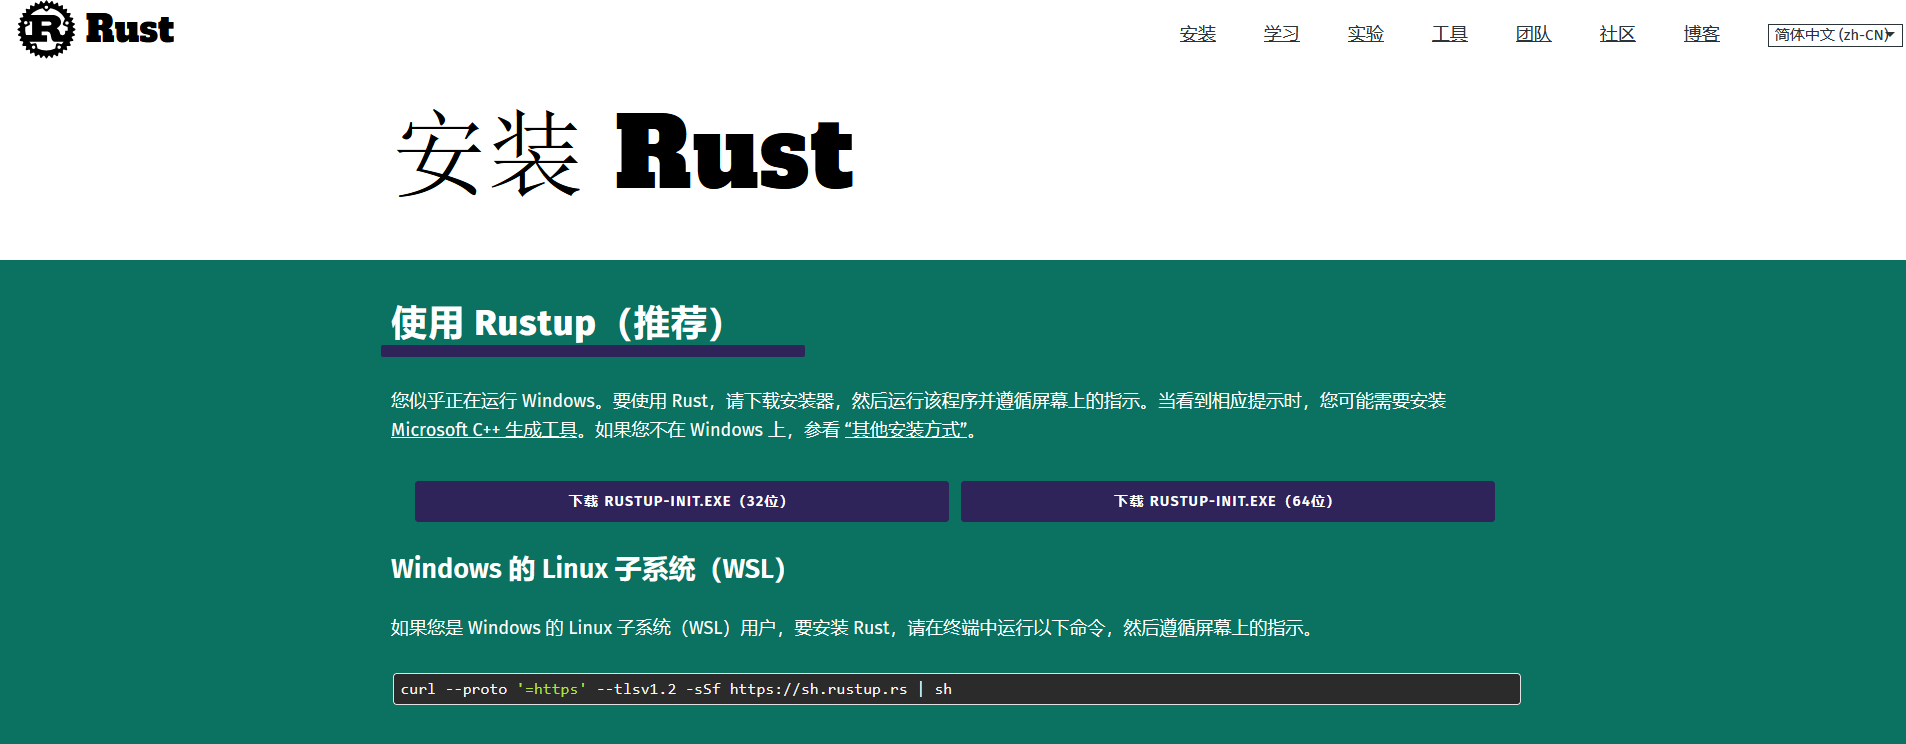 R Rust
安装 学习 实验 工具 团队 社区 博客 简体中文 (zh-CN)
安装 Rust
使用 Rustup（推荐）
您似乎正在运行 Windows。要使用 Rust，请下载安装器，然后运行该程序并遵循屏幕上的指示。当看到相应提示时，您可能需要安装
Microsoft C++ 生成工具。如果您不在 Windows 上，参看 “其他安装方式”。
下载 RUSTUP-INIT.EXE（32位） 下载 RUSTUP-INIT.EXE（64位）
Windows 的 Linux 子系统（WSL）
如果您是 Windows 的 Linux 子系统（WSL）用户，要安装 Rust，请在终端中运行以下命令，然后遵循屏幕上的指示。
curl --proto '=https' --tlsv1.2 -sSf https://sh.rustup.rs | sh